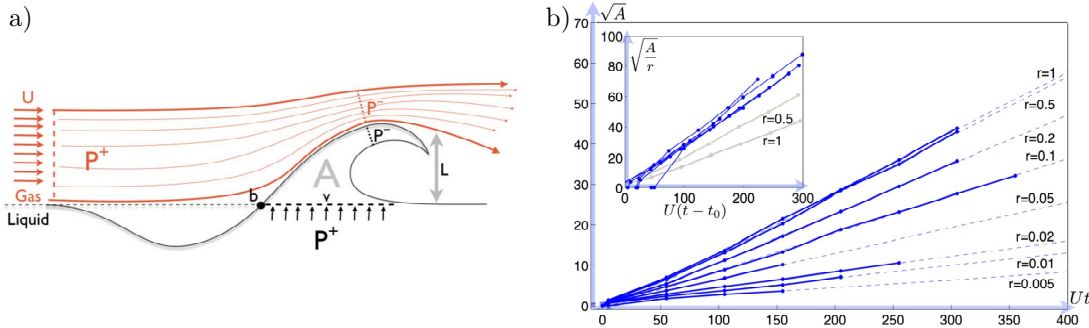 a)
U
P⁺
Gas
Liquid
b
A
v
P⁻
P⁻
L
P⁺
b)
√A
70
60
50
40
30
20
10
0
0
50
100
150
200
250
300
350
400
Ut
r=1
r=0.5
r=0.2
r=0.1
r=0.05
r=0.02
r=0.01
r=0.005
100
80
60
40
20
0
√(A/r)
r=0.5
r=1
0
100
200
300
U(t − t₀)